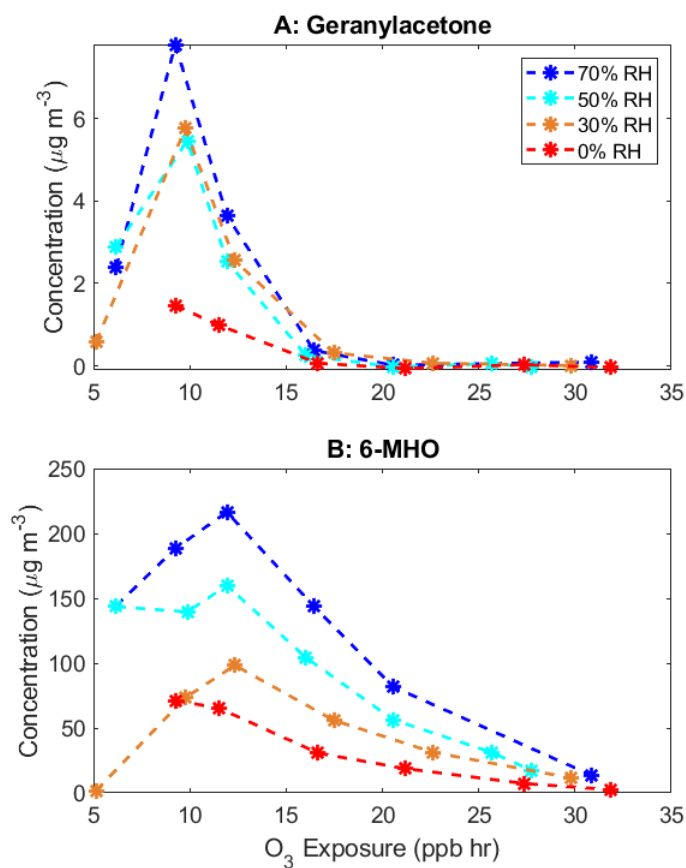 A: Geranylacetone
Concentration (μg m-3)
6
4
2
0
70% RH
50% RH
30% RH
0% RH
5 10 15 20 25 30 35
B: 6-MHO
Concentration (μg m-3)
250
200
150
100
50
0
5 10 15 20 25 30 35
O3 Exposure (ppb hr)